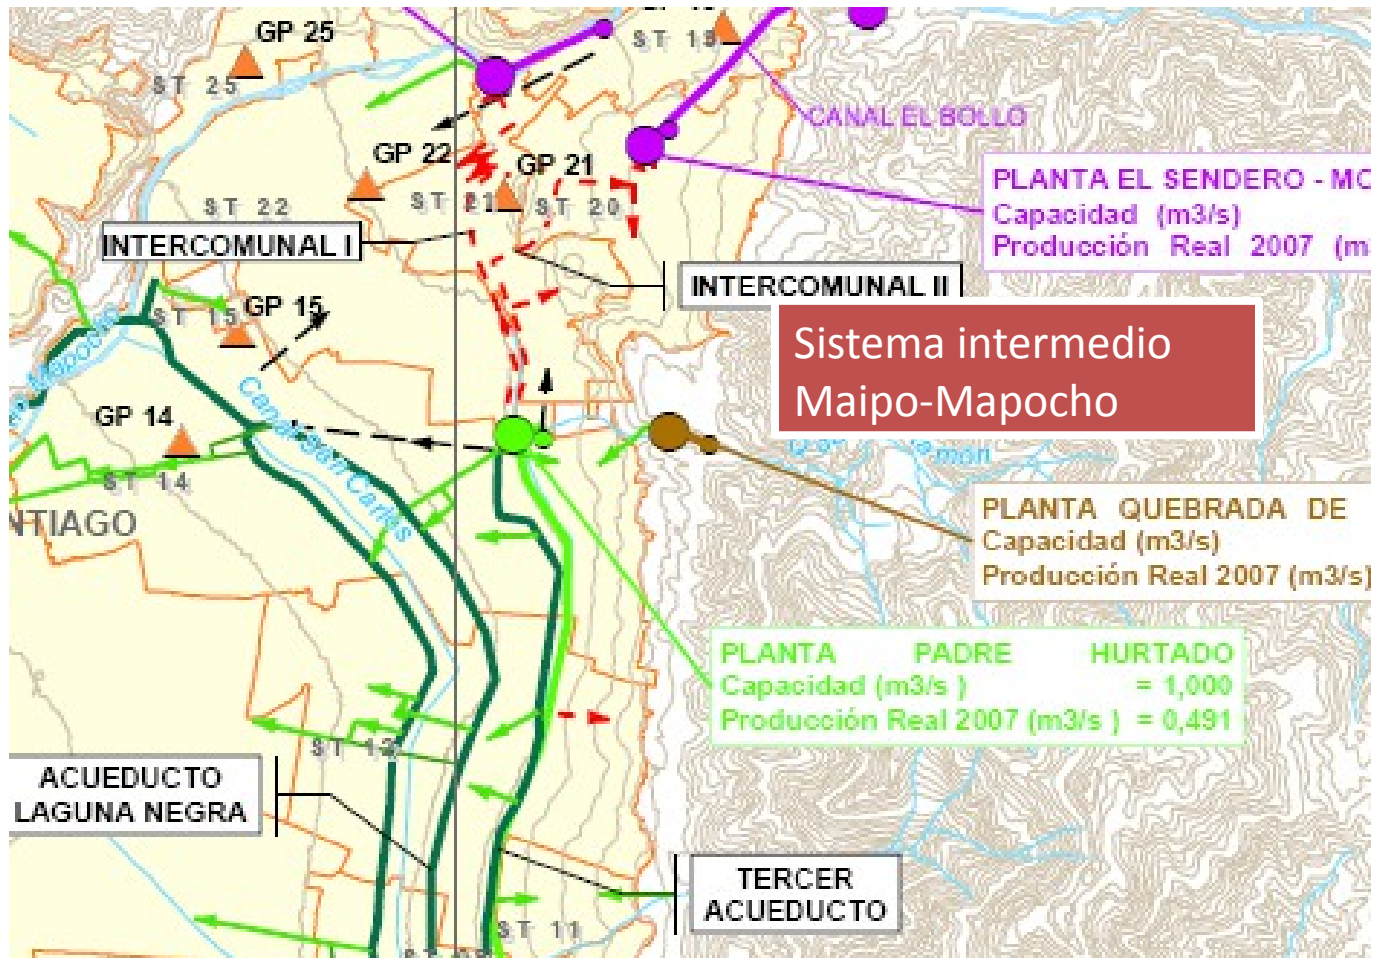 GP 25
ST 18
ST 25
CANAL EL BOLLO
GP 22
GP 21
PLANTA EL SENDERO - MO
Capacidad (m3/s)
Producción Real 2007 (m
ST 22
ST 21
ST 20
INTERCOMUNAL I
INTERCOMUNAL II
GP 15
ST 15
Sistema intermedio
Maipo-Mapocho
Mapocho
Canal San Carlos
GP 14
ST 14
NTIAGO
PLANTA QUEBRADA DE
Capacidad (m3/s)
Producción Real 2007 (m3/s)
PLANTA PADRE HURTADO
Capacidad (m3/s ) = 1,000
Producción Real 2007 (m3/s ) = 0,491
ACUEDUCTO
LAGUNA NEGRA
TERCER
ACUEDUCTO
ST 11